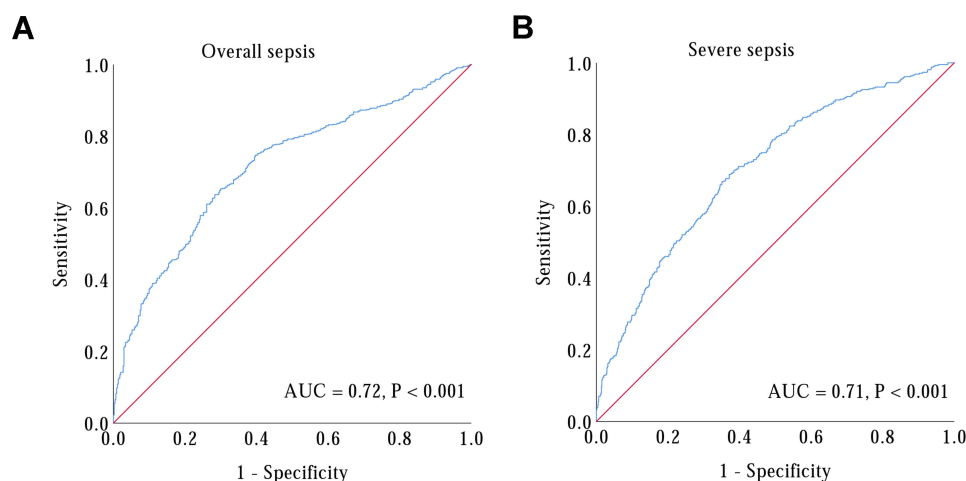 A
Overall sepsis
1.0
0.8
0.6
0.4
0.2
0.0
Sensitivity
AUC = 0.72, P < 0.001
0.0 0.2 0.4 0.6 0.8 1.0
1 - Specificity
B
Severe sepsis
1.0
0.8
0.6
0.4
0.2
0.0
Sensitivity
AUC = 0.71, P < 0.001
0.0 0.2 0.4 0.6 0.8 1.0
1 - Specificity